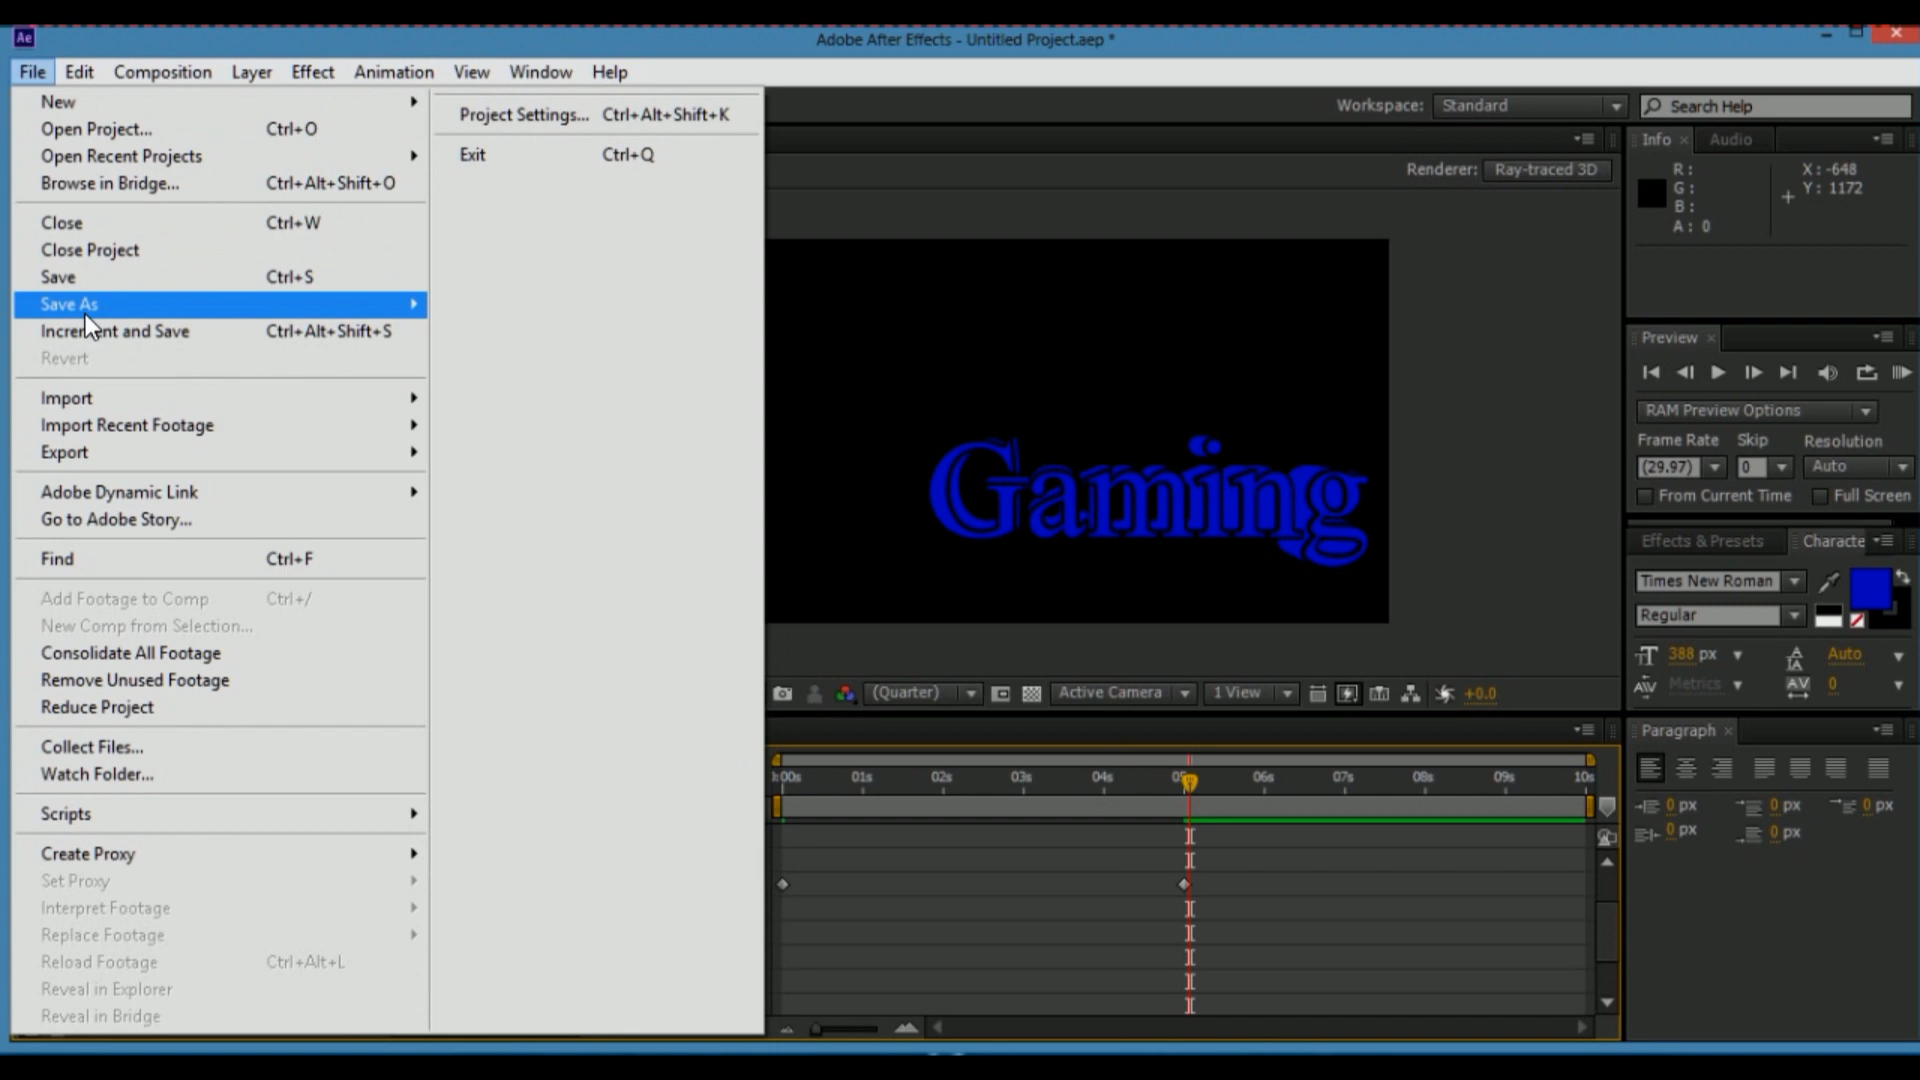 Ae
Adobe After Effects - Untitled Project.aep *
File Edit Composition Layer Effect Animation View Window Help
New
Open Project... Ctrl+O
Open Recent Projects
Browse in Bridge... Ctrl+Alt+Shift+O
Close Ctrl+W
Close Project
Save Ctrl+S
Save As
Increment and Save Ctrl+Alt+Shift+S
Revert
Import
Import Recent Footage
Export
Adobe Dynamic Link
Go to Adobe Story...
Find Ctrl+F
Add Footage to Comp Ctrl+/
New Comp from Selection...
Consolidate All Footage
Remove Unused Footage
Reduce Project
Collect Files...
Watch Folder...
Scripts
Create Proxy
Set Proxy
Interpret Footage
Replace Footage
Reload Footage Ctrl+Alt+L
Reveal in Explorer
Reveal in Bridge
Project Settings... Ctrl+Alt+Shift+K
Exit Ctrl+Q
Workspace: Standard
Search Help
Renderer: Ray-traced 3D
Gaming
(Quarter) Active Camera 1 View +0.0
:00s 01s 02s 03s 04s 05 06s 07s 08s 09s 10s
Info Audio
R:
G:
B:
A: 0
X: -648
Y: 1172
Preview
RAM Preview Options
Frame Rate Skip Resolution
(29.97) 0 Auto
From Current Time Full Screen
Effects & Presets Characte
Times New Roman
Regular
388 px Auto
Metrics 0
Paragraph
0 px 0 px 0 px
0 px 0 px